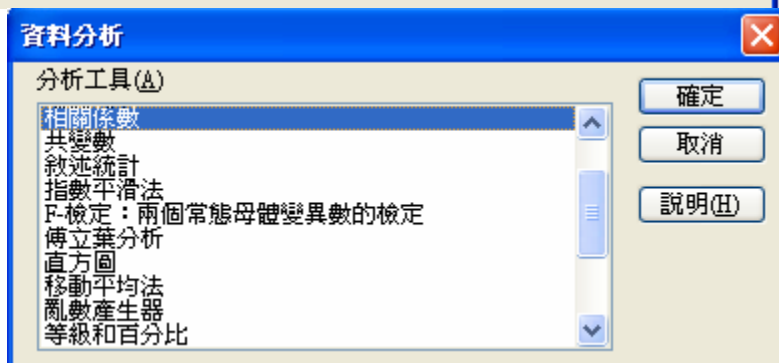 資料分析
分析工具(A)
相關係數
共變數
敘述統計
指數平滑法
F-檢定：兩個常態母體變異數的檢定
傅立葉分析
直方圖
移動平均法
亂數產生器
等級和百分比
確定
取消
說明(H)